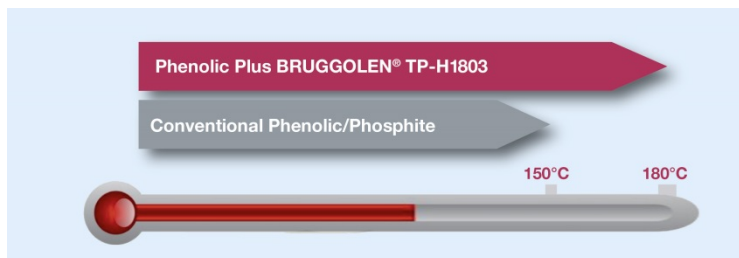 Phenolic Plus BRUGGOLEN® TP-H1803
Conventional Phenolic/Phosphite
150°C 180°C